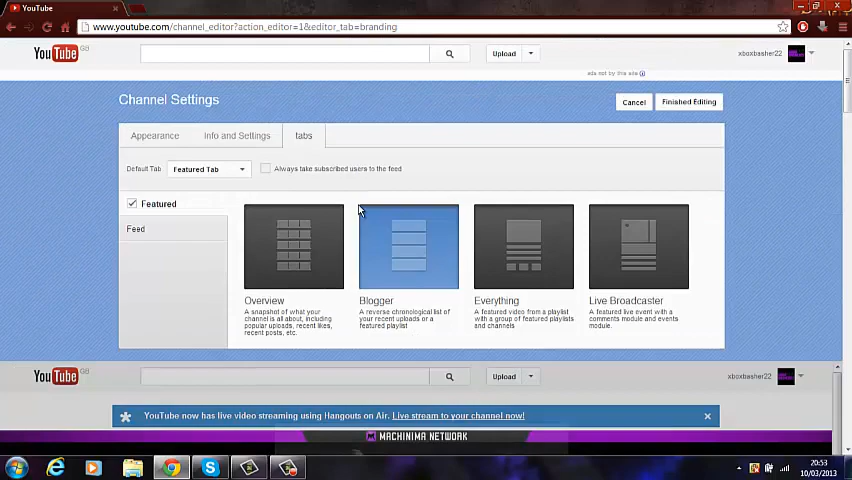 YouTube
www.youtube.com/channel_editor?action_editor=1&editor_tab=branding
YouTube GB
Upload
xboxbasher22
ads not by this site
Channel Settings
Cancel
Finished Editing
Appearance
Info and Settings
tabs
Default Tab
Featured Tab
Always take subscribed users to the feed
Featured
Feed
Overview
A snapshot of what your
channel is all about, including
popular uploads, recent likes,
recent posts, etc.
Blogger
A reverse chronological list of
your recent uploads or a
featured playlist
Everything
A featured video from a playlist
with a group of featured playlists
and channels
Live Broadcaster
A featured live event with a
comments module and events
module.
YouTube GB
Upload
xboxbasher22
YouTube now has live video streaming using Hangouts on Air. Live stream to your channel now!
MACHINIMA NETWORK
20:53
10/03/2013